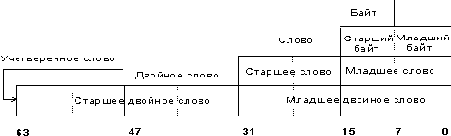 Байт
Слово
Старший байт
Младший байт
Учетверенное слово
Двойное слово
Старшее слово
Младшее слово
Старшее двойное слово
Младшее двойное слово
63 47 31 15 7 0